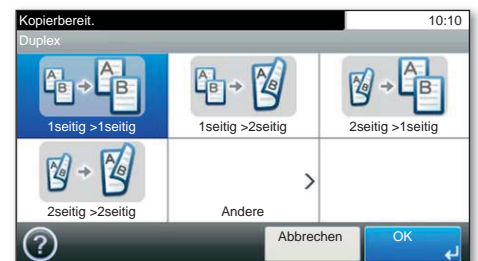 Kopierbereit. 10:10
Duplex
A B A B A B A B A B A B
1seitig >1seitig 1seitig >2seitig 2seitig >1seitig
A B A B
2seitig >2seitig Andere
? Abbrechen OK